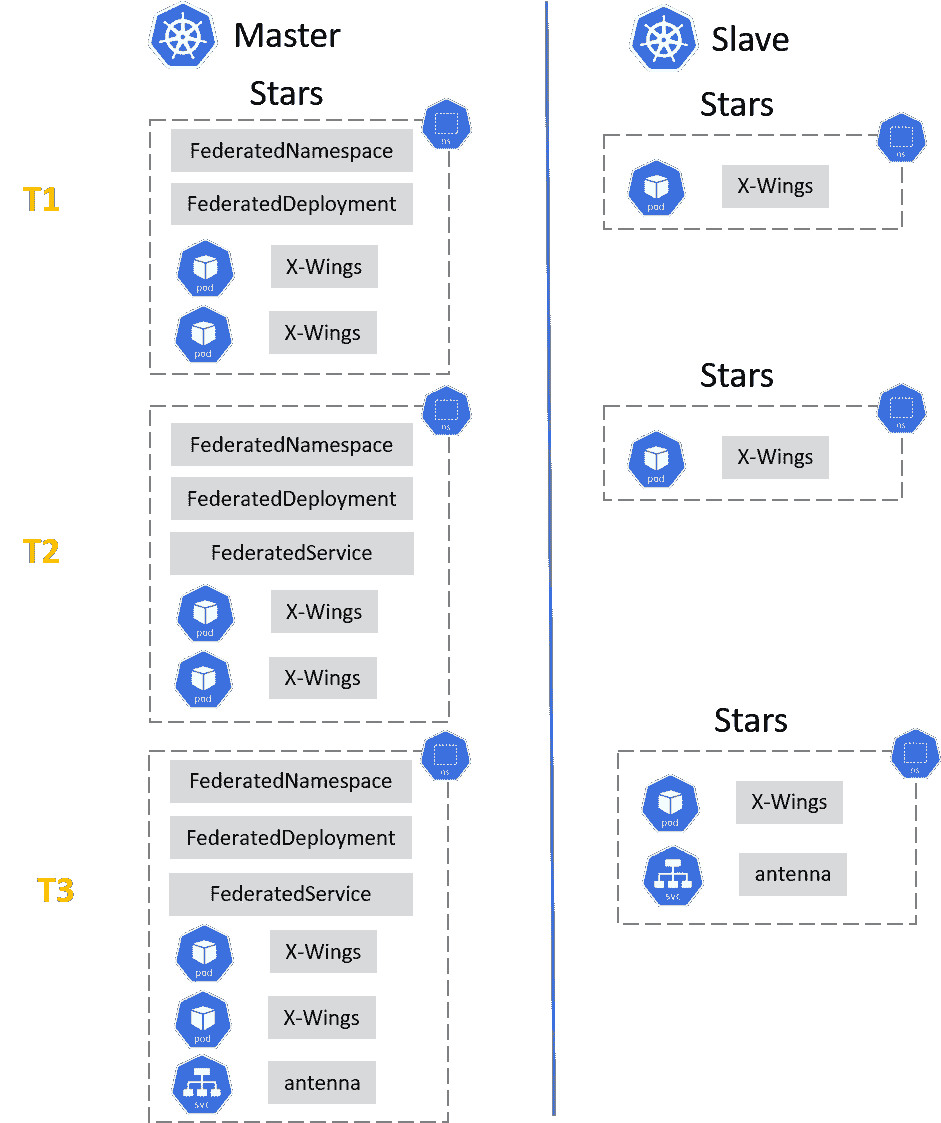 Master
Slave
Stars
Stars
ns
ns
T1
FederatedNamespace
FederatedDeployment
pod
X-Wings
pod
X-Wings
pod
X-Wings
Stars
ns
ns
T2
FederatedNamespace
FederatedDeployment
FederatedService
pod
X-Wings
pod
X-Wings
pod
X-Wings
Stars
ns
ns
T3
FederatedNamespace
FederatedDeployment
FederatedService
pod
X-Wings
pod
X-Wings
svc
antenna
pod
X-Wings
svc
antenna